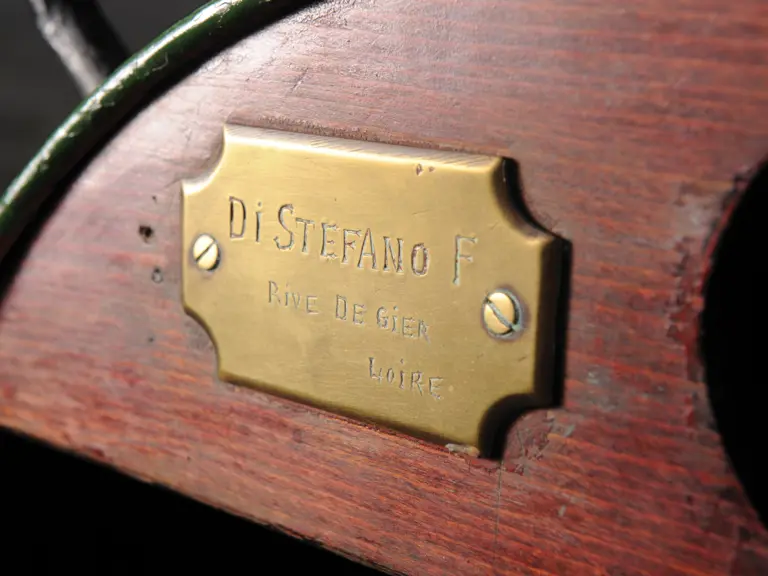 Di STEFANO F
RiVE DE GiER
LOiRE